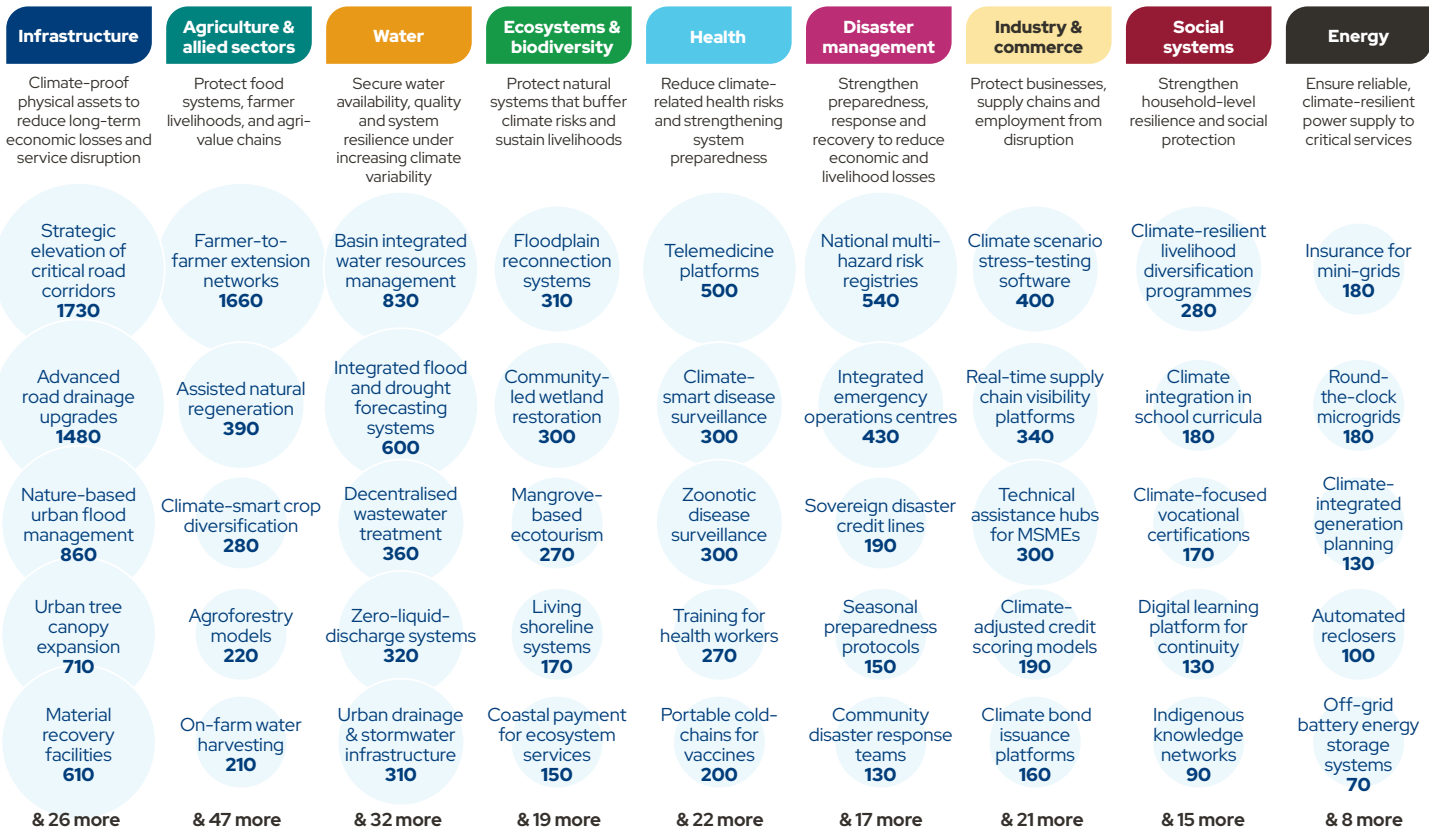 Infrastructure
Climate-proof
physical assets to
reduce long-term
economic losses and
service disruption
Strategic
elevation of
critical road
corridors
1730
Advanced
road drainage
upgrades
1480
Nature-based
urban flood
management
860
Urban tree
canopy
expansion
710
Material
recovery
facilities
610
& 26 more
Agriculture &
allied sectors
Protect food
systems, farmer
livelihoods, and agri-
value chains
Farmer-to-
farmer extension
networks
1660
Assisted natural
regeneration
390
Climate-smart crop
diversification
280
Agroforestry
models
220
On-farm water
harvesting
210
& 47 more
Water
Secure water
availability, quality
and system
resilience under
increasing climate
variability
Basin integrated
water resources
management
830
Integrated flood
and drought
forecasting
systems
600
Decentralised
wastewater
treatment
360
Zero-liquid-
discharge systems
320
Urban drainage
& stormwater
infrastructure
310
& 32 more
Ecosystems &
biodiversity
Protect natural
systems that buffer
climate risks and
sustain livelihoods
Floodplain
reconnection
systems
310
Community-
led wetland
restoration
300
Mangrove-
based
ecotourism
270
Living
shoreline
systems
170
Coastal payment
for ecosystem
services
150
& 19 more
Health
Reduce climate-
related health risks
and strengthening
system
preparedness
Telemedicine
platforms
500
Climate-
smart disease
surveillance
300
Zoonotic
disease
surveillance
300
Training for
health workers
270
Portable cold-
chains for
vaccines
200
& 22 more
Disaster
management
Strengthen
preparedness,
response and
recovery to reduce
economic and
livelihood losses
National multi-
hazard risk
registries
540
Integrated
emergency
operations centres
430
Sovereign disaster
credit lines
190
Seasonal
preparedness
protocols
150
Community
disaster response
teams
130
& 17 more
Industry &
commerce
Protect businesses,
supply chains and
employment from
disruption
Climate scenario
stress-testing
software
400
Real-time supply
chain visibility
platforms
340
Technical
assistance hubs
for MSMEs
300
Climate-
adjusted credit
scoring models
190
Climate bond
issuance
platforms
160
& 21 more
Social
systems
Strengthen
household-level
resilience and social
protection
Climate-resilient
livelihood
diversification
programmes
280
Climate
integration in
school curricula
180
Climate-focused
vocational
certifications
170
Digital learning
platform for
continuity
130
Indigenous
knowledge
networks
90
& 15 more
Energy
Ensure reliable,
climate-resilient
power supply to
critical services
Insurance for
mini-grids
180
Round-
the-clock
microgrids
180
Climate-
integrated
generation
planning
130
Automated
reclosers
100
Off-grid
battery energy
storage
systems
70
& 8 more